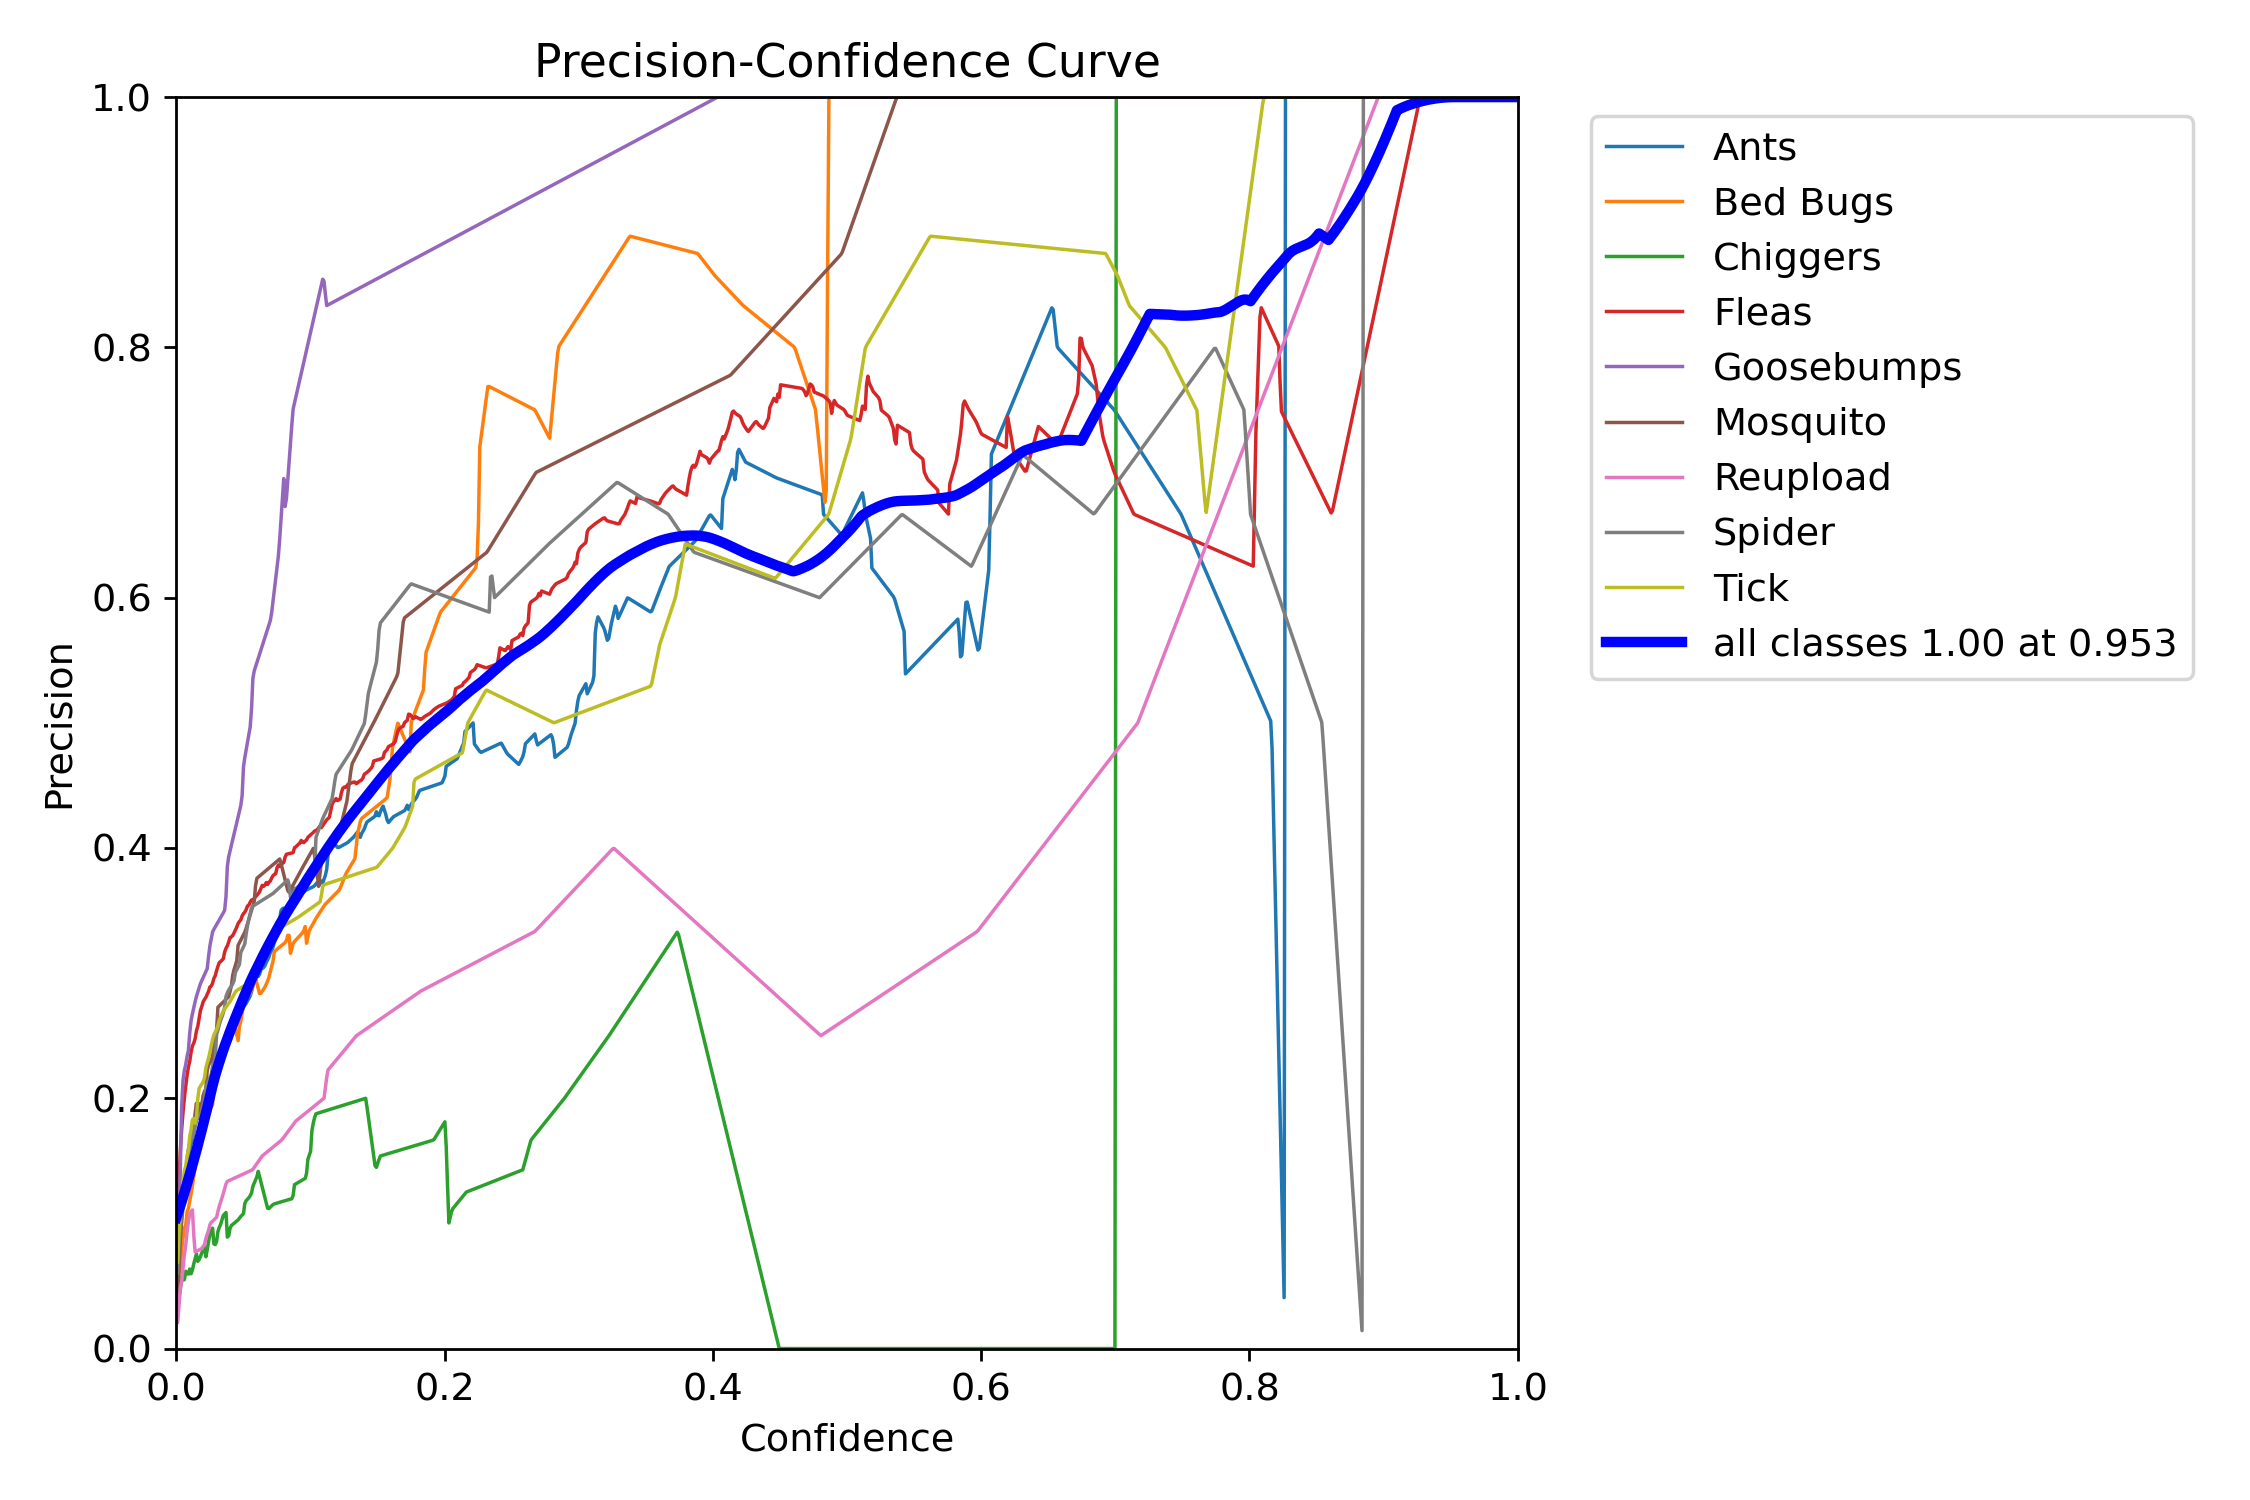 Precision-Confidence Curve
1.0
0.8
0.6
0.4
0.2
0.0
Precision
0.0 0.2 0.4 0.6 0.8 1.0
Confidence
Ants
Bed Bugs
Chiggers
Fleas
Goosebumps
Mosquito
Reupload
Spider
Tick
all classes 1.00 at 0.953